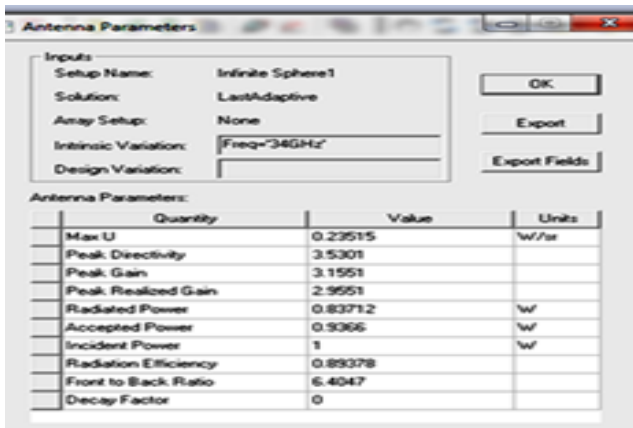 Antenna Parameters
Inputs
Setup Name: Infinite Sphere1
Solution: LastAdaptive
Array Setup: None
Intrinsic Variation: Freq='34GHz'
Design Variation:
OK
Export
Export Fields
Antenna Parameters:
Quantity Value Units
Max U 0.23515 W/sr
Peak Directivity 3.5301
Peak Gain 3.1551
Peak Realized Gain 2.9551
Radiated Power 0.83712 W
Accepted Power 0.9366 W
Incident Power 1 W
Radiation Efficiency 0.89378
Front to Back Ratio 6.4047
Decay Factor 0